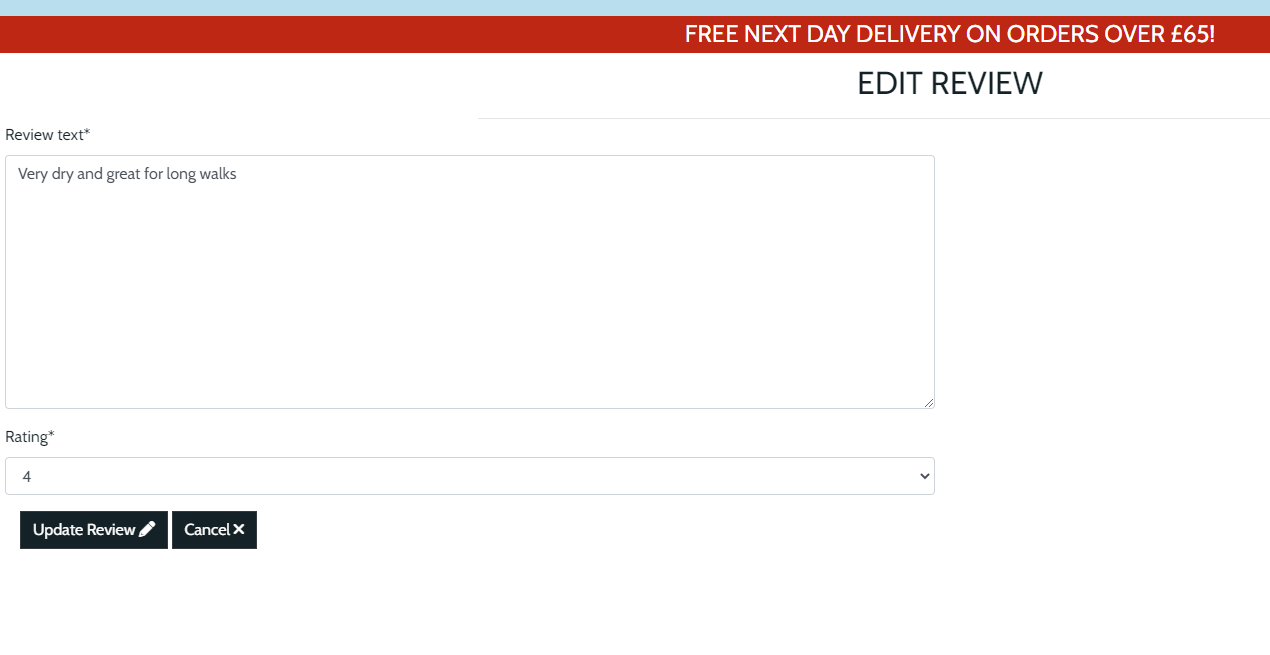 FREE NEXT DAY DELIVERY ON ORDERS OVER £65!
EDIT REVIEW
Review text*
Very dry and great for long walks
Rating*
4
Update Review Cancel